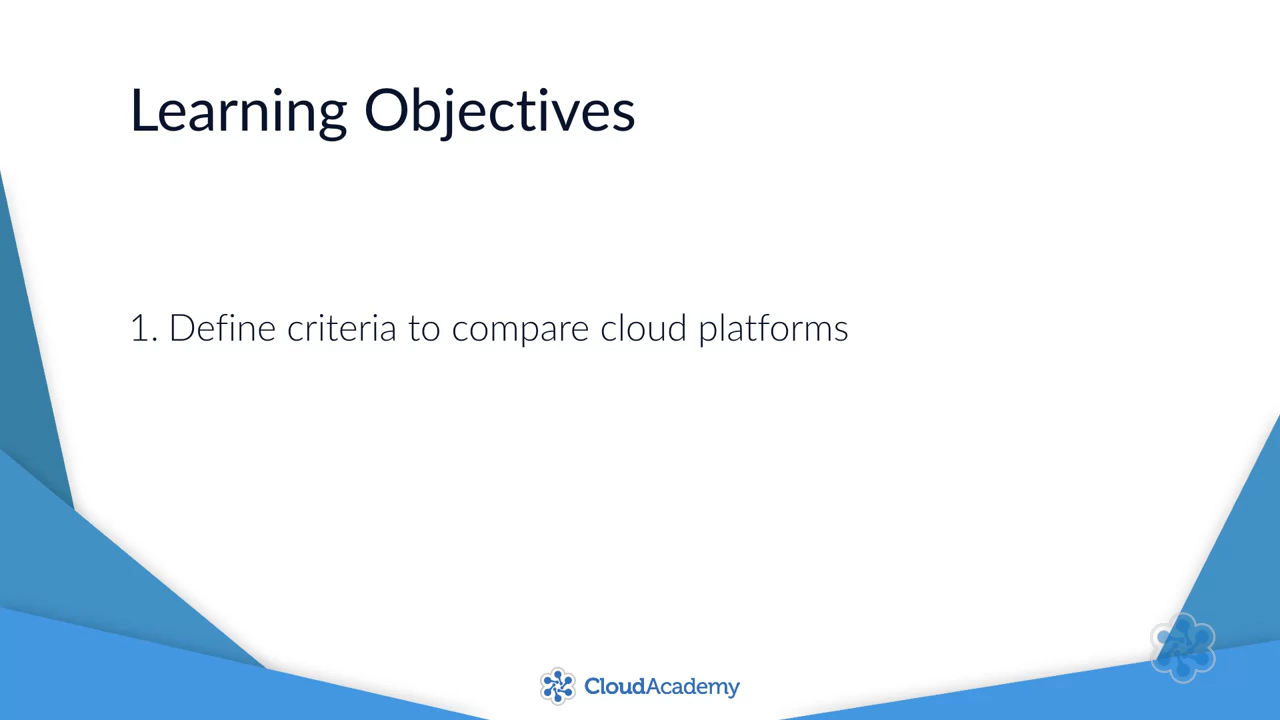 Learning Objectives
1. Define criteria to compare cloud platforms
CloudAcademy